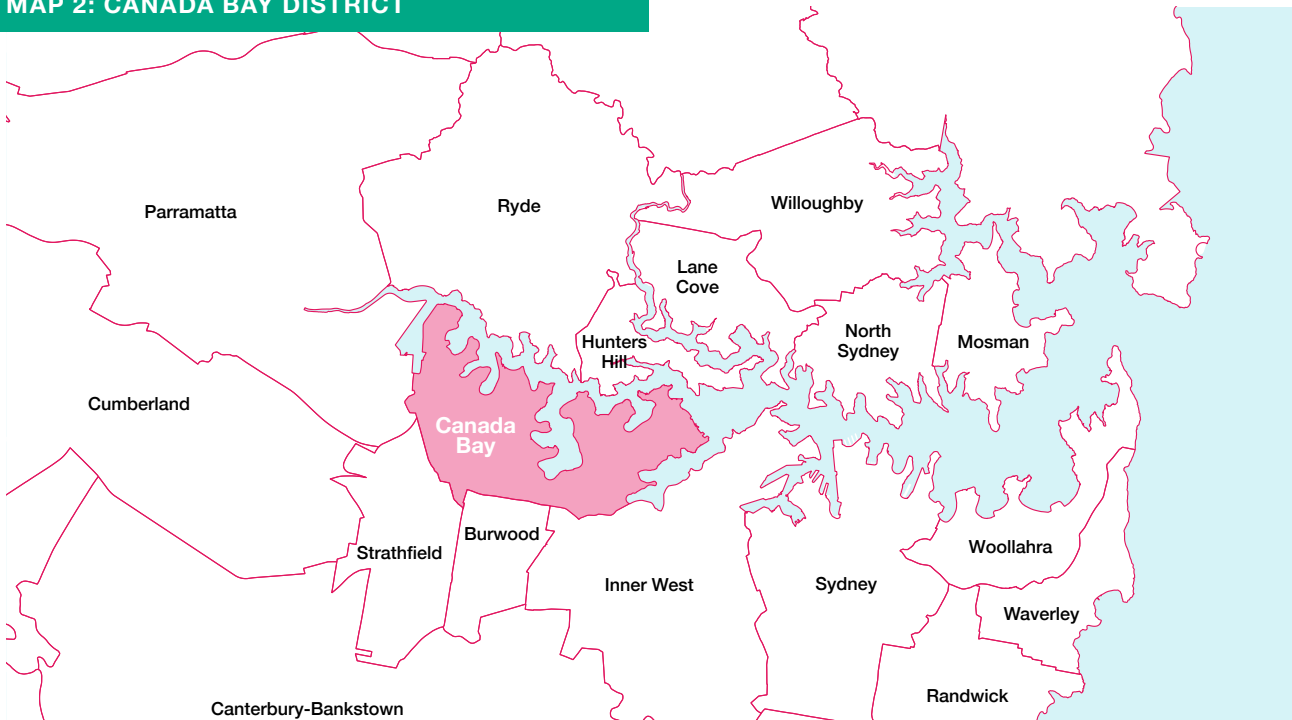 MAP 2: CANADA BAY DISTRICT
Parramatta
Ryde
Willoughby
Lane
Cove
North
Sydney
Mosman
Hunters
Hill
Cumberland
Canada
Bay
Burwood
Strathfield
Woollahra
Inner West
Sydney
Waverley
Randwick
Canterbury-Bankstown